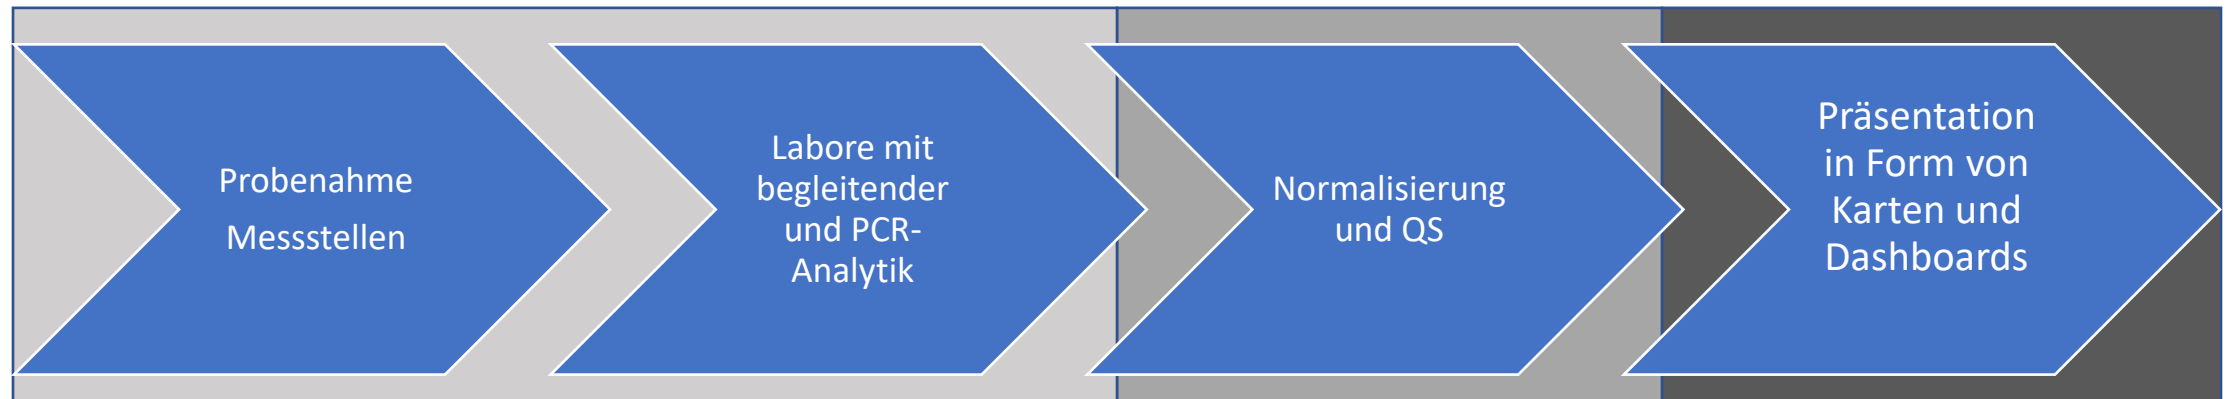 Probenahme
Messstellen
Labore mit
begleitender
und PCR-
Analytik
Normalisierung
und QS
Präsentation
in Form von
Karten und
Dashboards